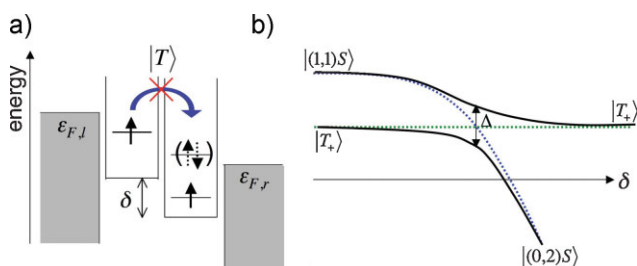 a)
energy
|T⟩
ε_{F,l}
δ
ε_{F,r}
b)
|(1,1)S⟩
|T₊⟩
Δ
|T₊⟩
δ
|(0,2)S⟩